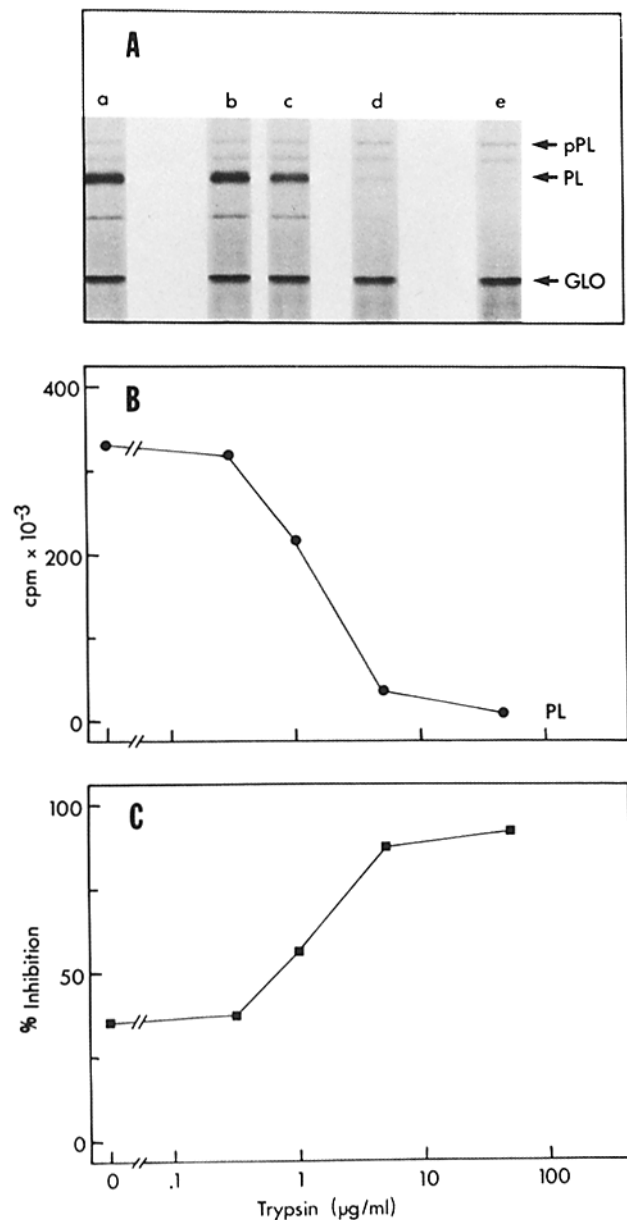 A
a b c d e
← pPL
← PL
← GLO
B
400
200
0
cpm × 10⁻³
PL
C
100
50
0
% Inhibition
0 .1 1 10 100
Trypsin (µg/ml)